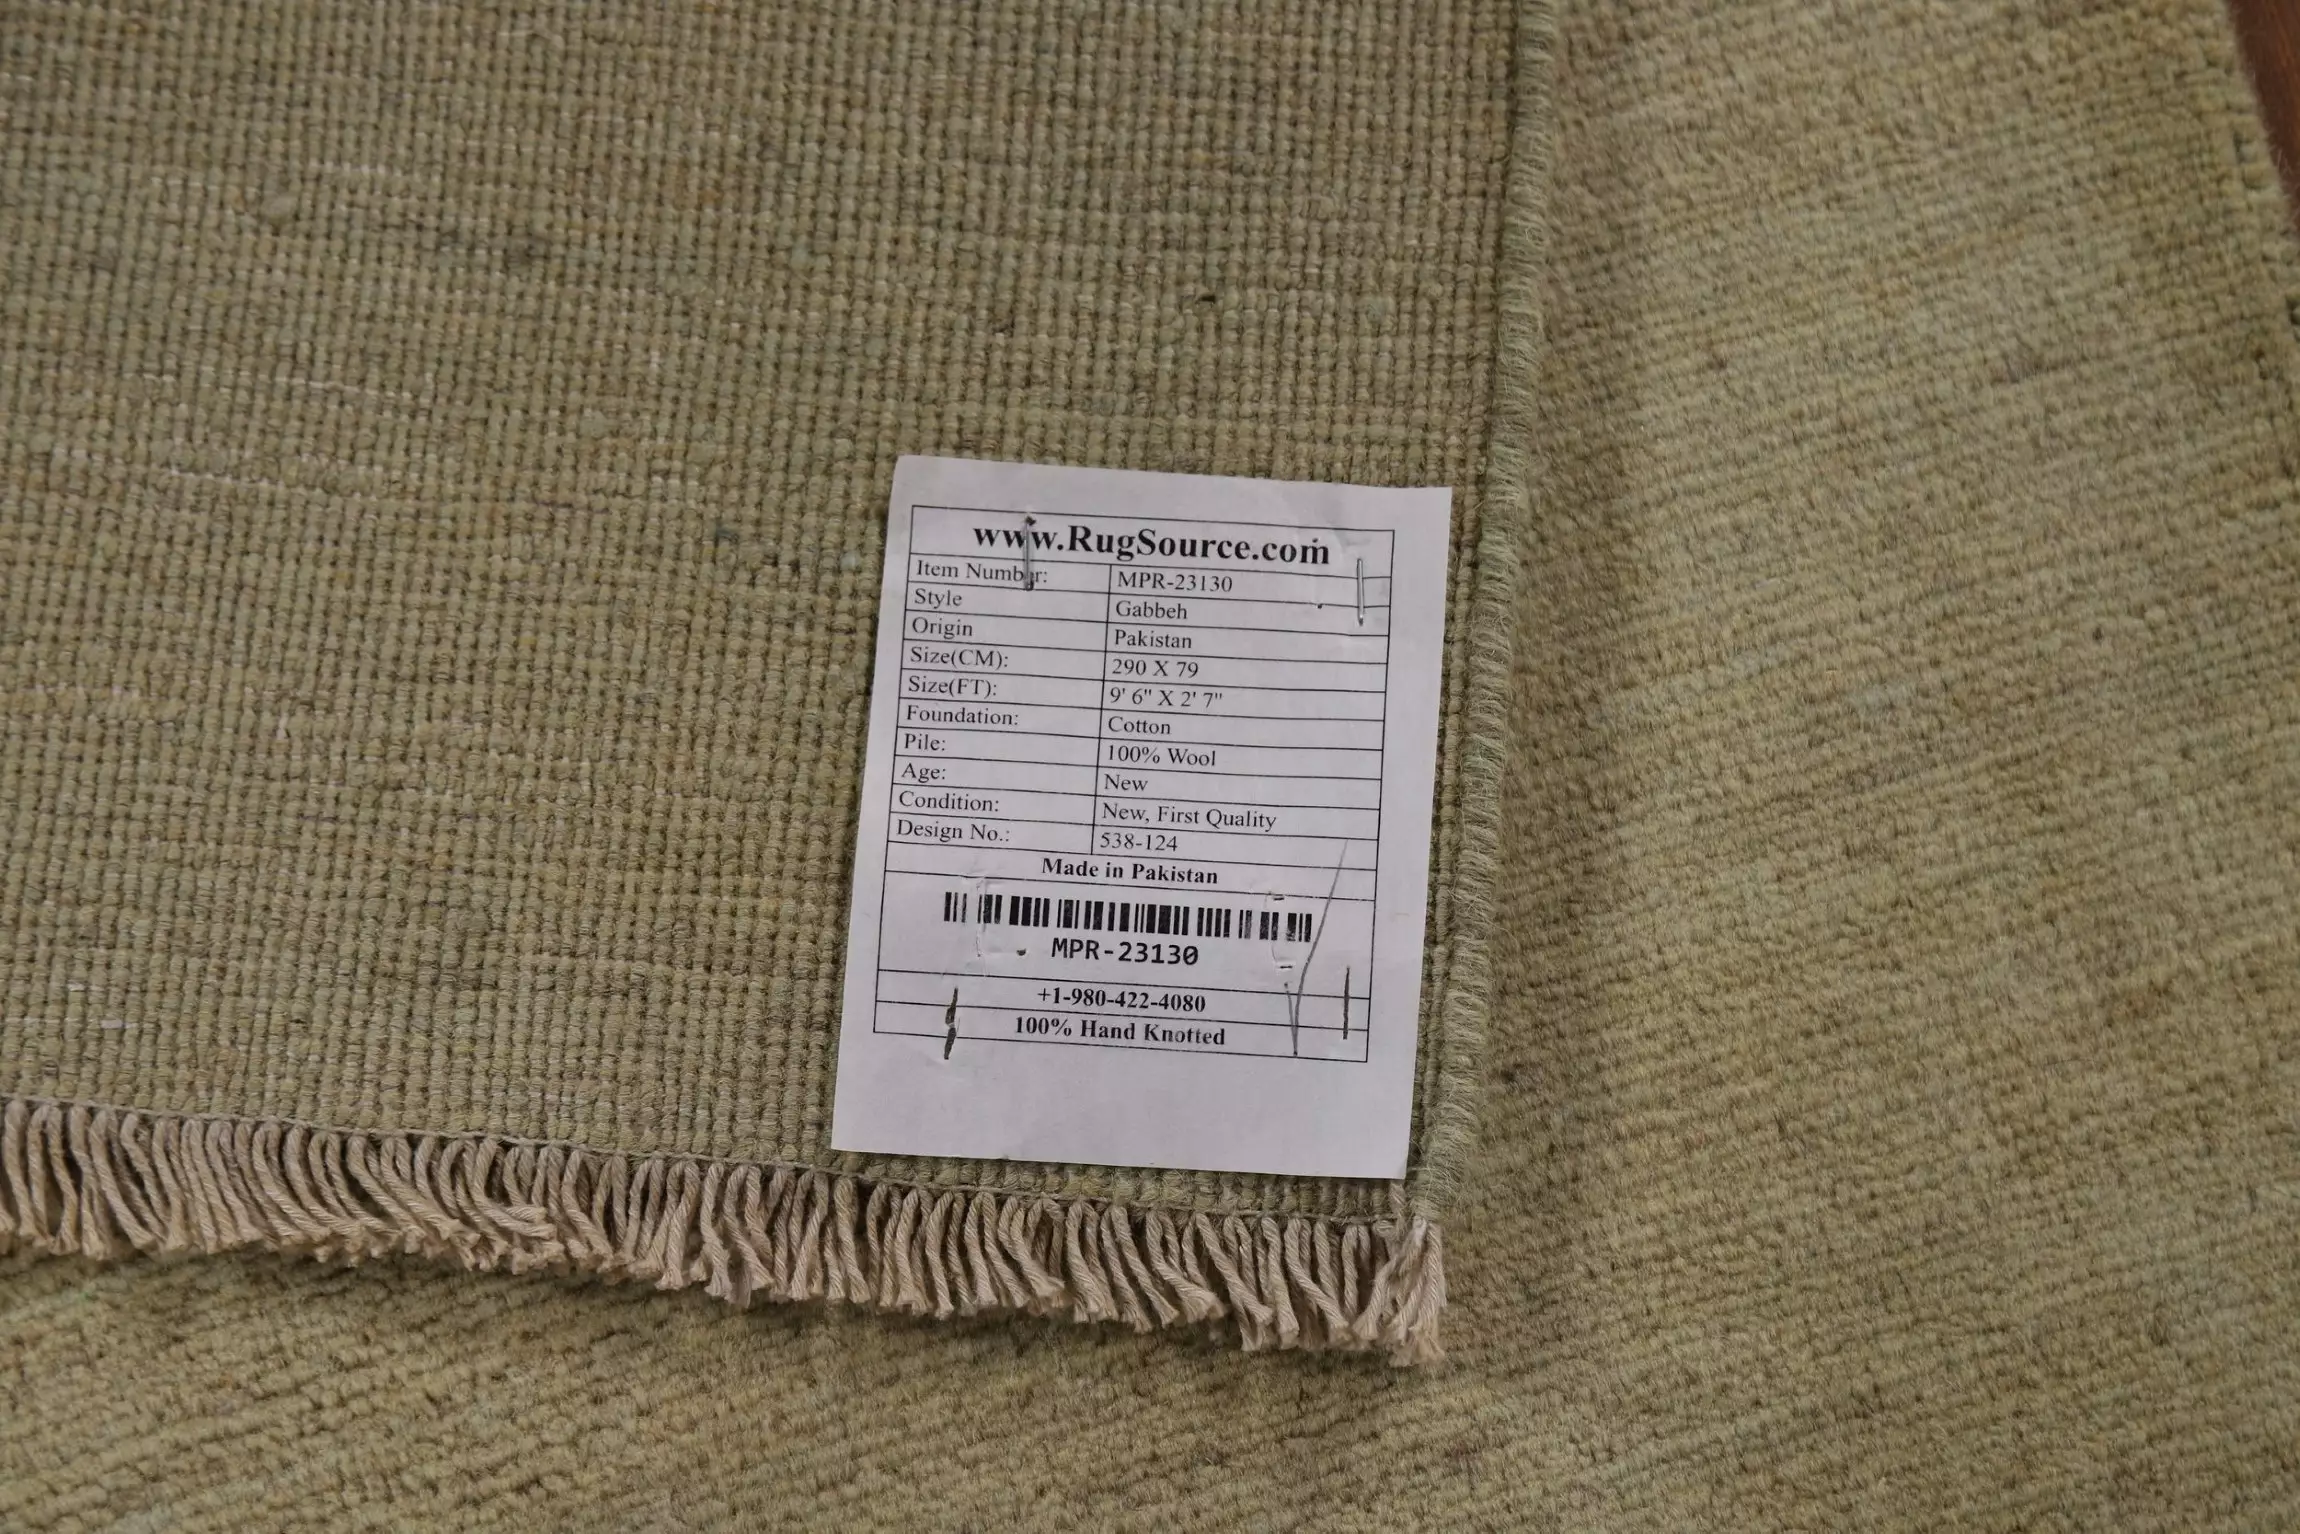 www.RugSource.com
Item Number: MPR-23130
Style Gabbeh
Origin Pakistan
Size(CM): 290 X 79
Size(FT): 9' 6" X 2' 7"
Foundation: Cotton
Pile: 100% Wool
Age: New
Condition: New, First Quality
Design No.: 538-124
Made in Pakistan
MPR-23130
+1-980-422-4080
100% Hand Knotted